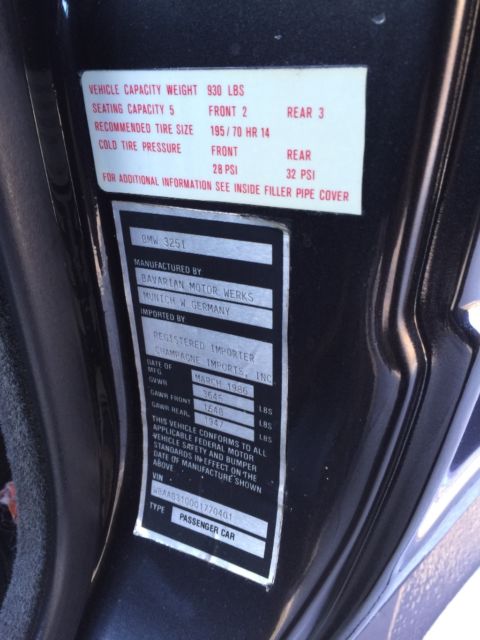 VEHICLE CAPACITY WEIGHT 930 LBS
SEATING CAPACITY 5 FRONT 2 REAR 3
RECOMMENDED TIRE SIZE 195/70 HR 14
COLD TIRE PRESSURE FRONT REAR
28 PSI 32 PSI
FOR ADDITIONAL INFORMATION SEE INSIDE FILLER PIPE COVER
BMW 325I
MANUFACTURED BY
BAVARIAN MOTOR WERKS
MUNICH W. GERMANY
IMPORTED BY
REGISTERED IMPORTER
CHAMPAGNE IMPORTS, INC
DATE OF MFG MARCH 1986
GVWR 3645 LBS
GAWR FRONT 1648 LBS
GAWR REAR 1947 LBS
THIS VEHICLE CONFORMS TO ALL
APPLICABLE FEDERAL MOTOR
VEHICLE SAFETY AND BUMPER
STANDARDS IN EFFECT ON THE
DATE OF MANUFACTURE SHOWN
ABOVE
VIN
TYPE PASSENGER CAR